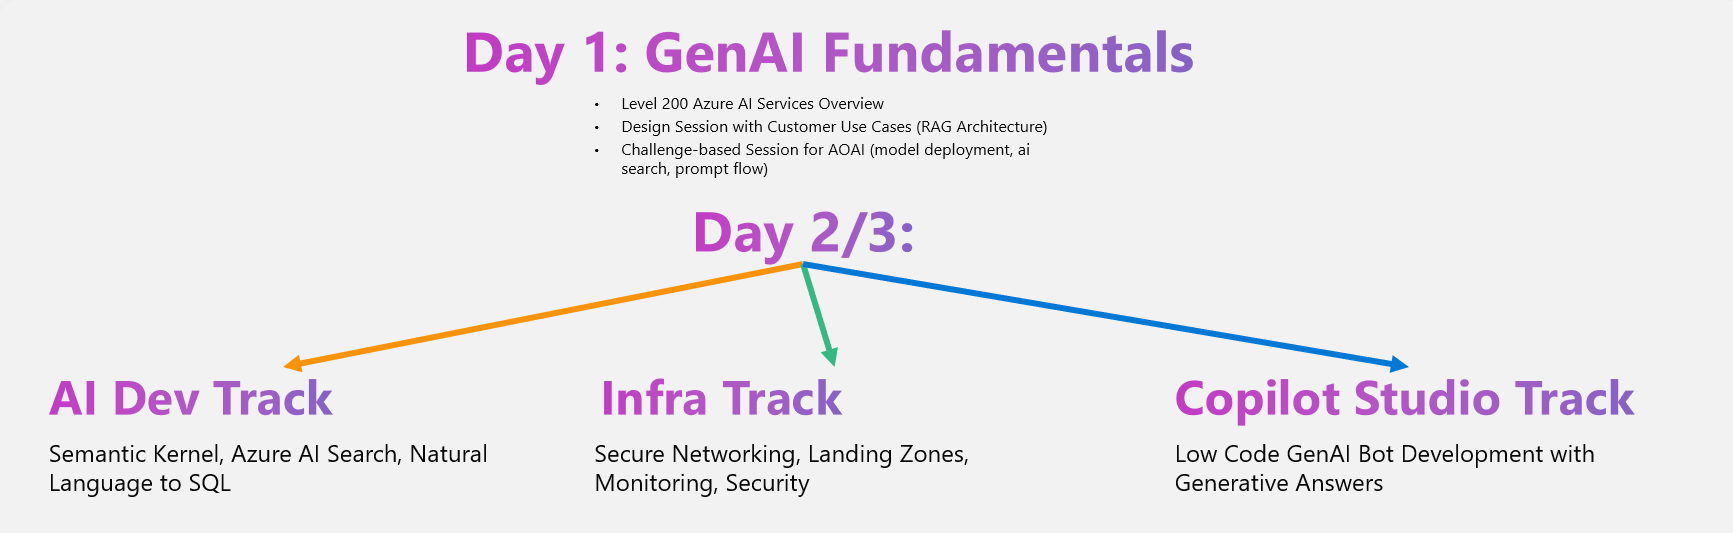 Day 1: GenAI Fundamentals
• Level 200 Azure AI Services Overview
• Design Session with Customer Use Cases (RAG Architecture)
• Challenge-based Session for AOAI (model deployment, ai
search, prompt flow)
Day 2/3:
AI Dev Track
Semantic Kernel, Azure AI Search, Natural
Language to SQL
Infra Track
Secure Networking, Landing Zones,
Monitoring, Security
Copilot Studio Track
Low Code GenAI Bot Development with
Generative Answers